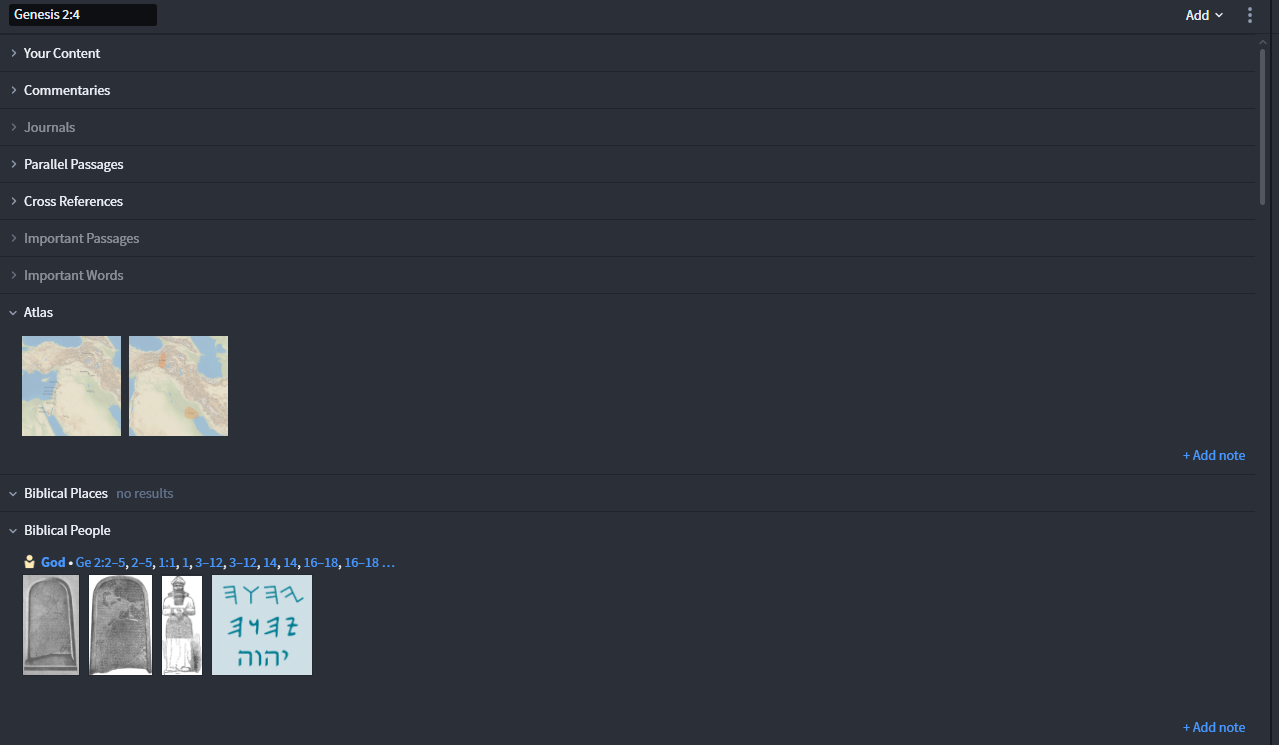 Genesis 2:4
Add
Your Content
Commentaries
Journals
Parallel Passages
Cross References
Important Passages
Important Words
Atlas
+ Add note
Biblical Places no results
Biblical People
God • Ge 2:2–5, 2–5, 1:1, 1, 3–12, 3–12, 14, 14, 16–18, 16–18 …
𐤉𐤄𐤅𐤄
𐤉𐤄𐤅𐤄
יהוה
+ Add note